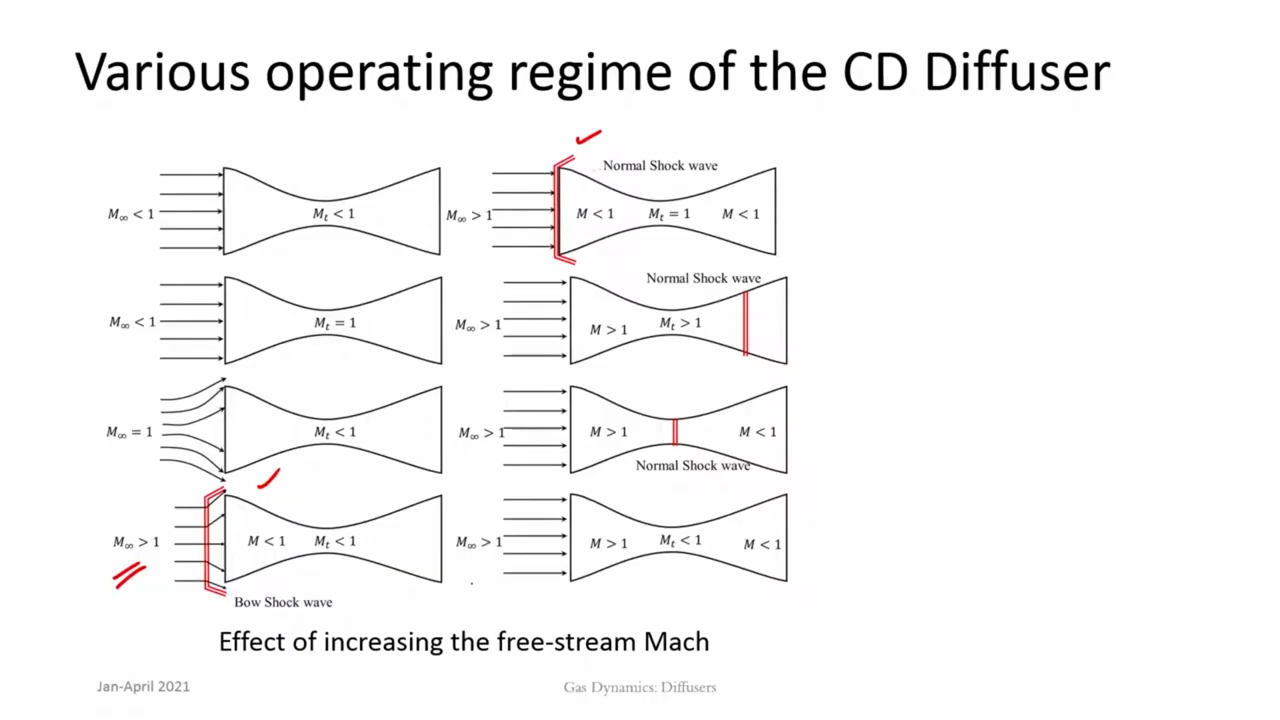 Various operating regime of the CD Diffuser
M∞ < 1
Mt < 1
M∞ < 1
Mt = 1
M∞ = 1
Mt < 1
M∞ > 1
M < 1 Mt < 1
Bow Shock wave
Normal Shock wave
M∞ > 1
M < 1 Mt = 1 M < 1
Normal Shock wave
M∞ > 1
M > 1 Mt > 1
M∞ > 1
M > 1 M < 1
Normal Shock wave
M∞ > 1
M > 1 Mt < 1 M < 1
Effect of increasing the free-stream Mach
Jan-April 2021
Gas Dynamics: Diffusers